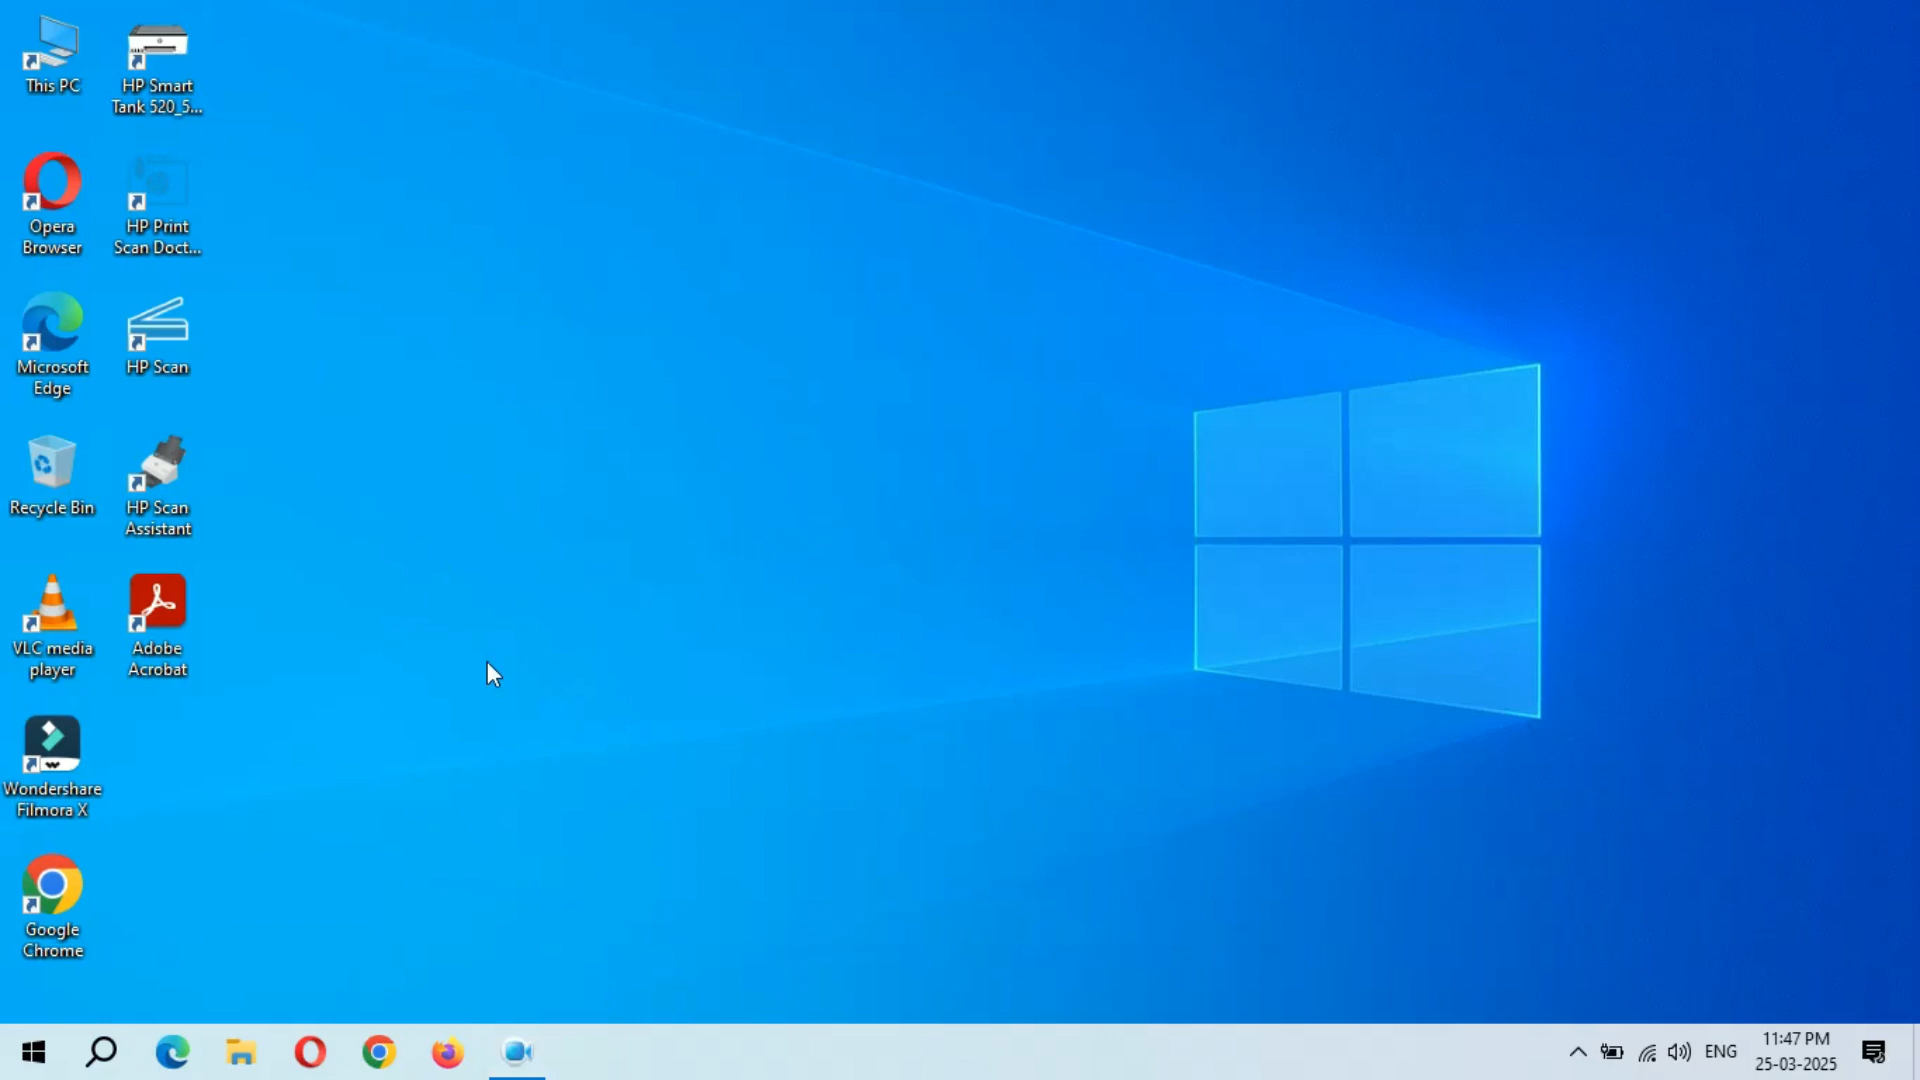 This PC
HP Smart
Tank 520_5...
Opera
Browser
HP Print
Scan Doct...
Microsoft
Edge
HP Scan
Recycle Bin
HP Scan
Assistant
VLC media
player
Adobe
Acrobat
Wondershare
Filmora X
Google
Chrome
ENG
11:47 PM
25-03-2025